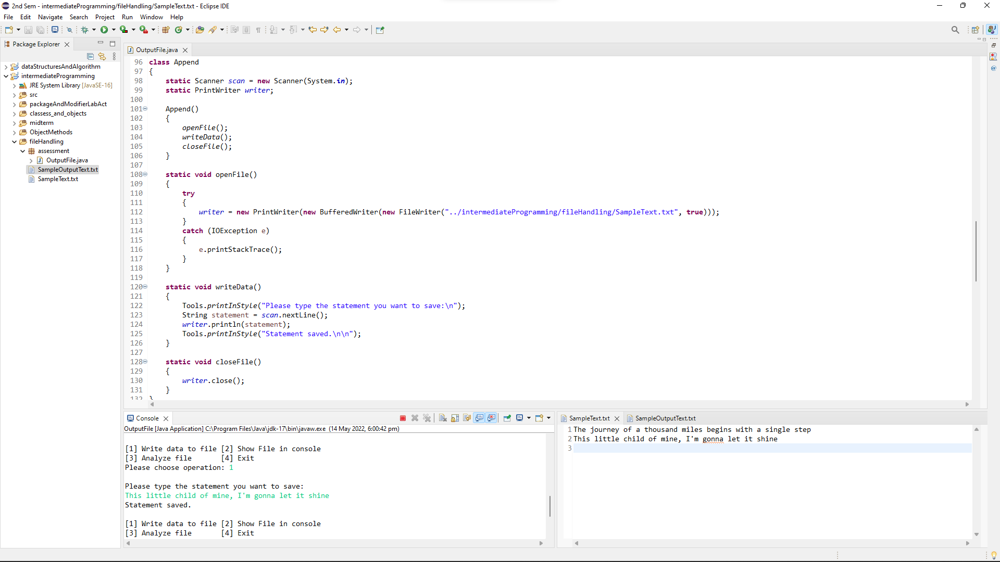 2nd Sem - intermediateProgramming/fileHandling/SampleText.txt - Eclipse IDE
File Edit Navigate Search Project Run Window Help
Package Explorer
dataStructuresAndAlgorithm
intermediateProgramming
JRE System Library [JavaSE-16]
src
packageAndModifierLabAct
classess_and_objects
midterm
ObjectMethods
fileHandling
assessment
OutputFile.java
SampleOutputText.txt
SampleText.txt
OutputFile.java
96 class Append
97 {
98     static Scanner scan = new Scanner(System.in);
99     static PrintWriter writer;
100
101     Append()
102     {
103         openFile();
104         writeData();
105         closeFile();
106     }
107
108     static void openFile()
109     {
110         try
111         {
112             writer = new PrintWriter(new BufferedWriter(new FileWriter("../intermediateProgramming/fileHandling/SampleText.txt", true)));
113         }
114         catch (IOException e)
115         {
116             e.printStackTrace();
117         }
118     }
119
120     static void writeData()
121     {
122         Tools.printInStyle("Please type the statement you want to save:\n");
123         String statement = scan.nextLine();
124         writer.println(statement);
125         Tools.printInStyle("Statement saved.\n\n");
126     }
127
128     static void closeFile()
129     {
130         writer.close();
131     }
132 }
Console
OutputFile [Java Application] C:\Program Files\Java\jdk-17\bin\javaw.exe (14 May 2022, 6:00:42 pm)
[1] Write data to file [2] Show File in console
[3] Analyze file       [4] Exit
Please choose operation: 1
Please type the statement you want to save:
This little child of mine, I'm gonna let it shine
Statement saved.
[1] Write data to file [2] Show File in console
[3] Analyze file       [4] Exit
SampleText.txt SampleOutputText.txt
1 The journey of a thousand miles begins with a single step
2 This little child of mine, I'm gonna let it shine
3